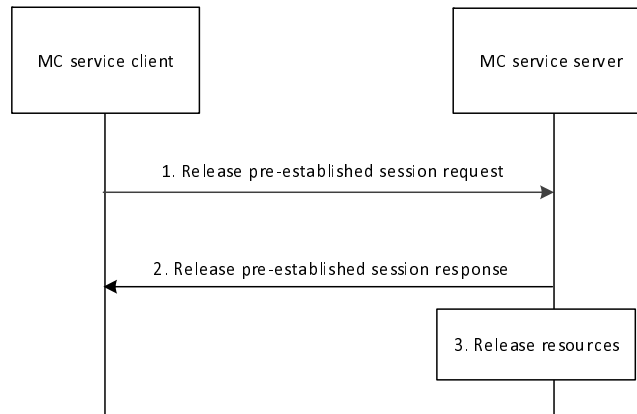 MC service client
MC service server
1. Release pre-established session request
2. Release pre-established session response
3. Release resources